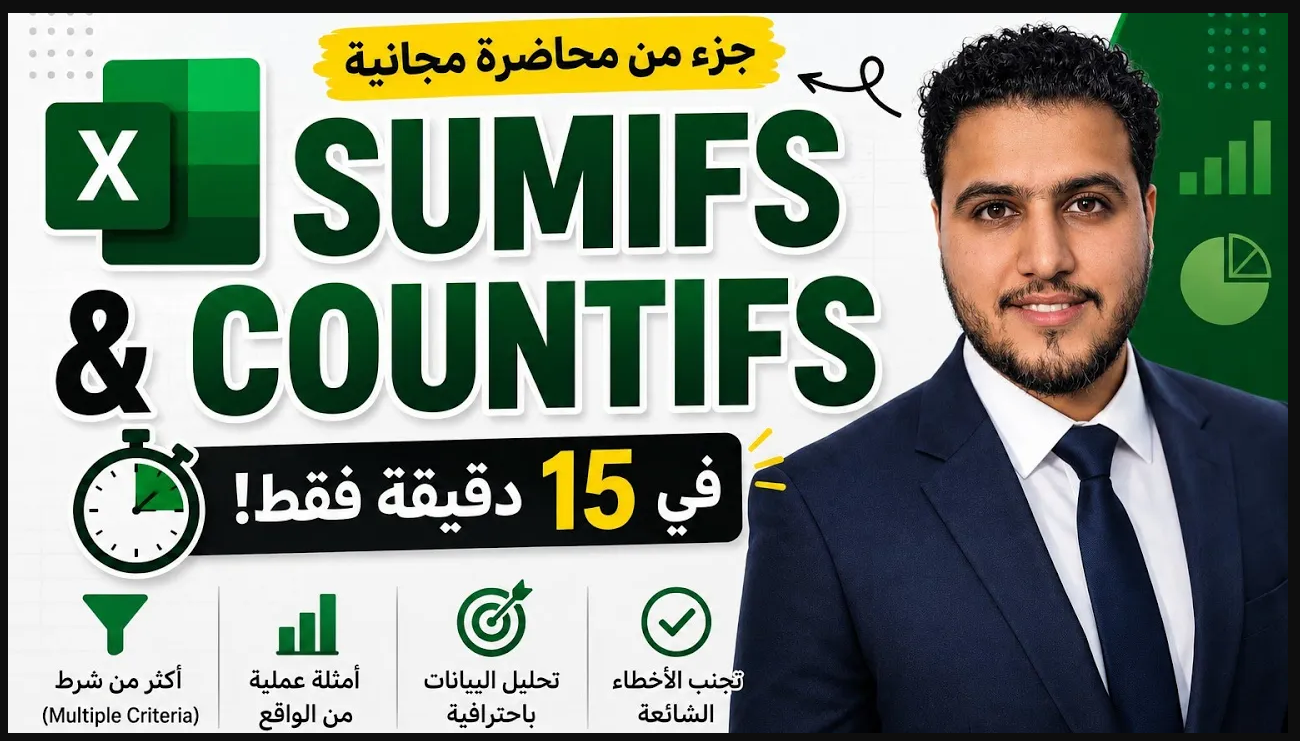 جزء من محاضرة مجانية
X
SUMIFS
& COUNTIFS
في 15 دقيقة فقط!
تجنب الأخطاء
الشائعة
تحليل البيانات
باحترافية
أمثلة عملية
من الواقع
أكثر من شرط
(Multiple Criteria)